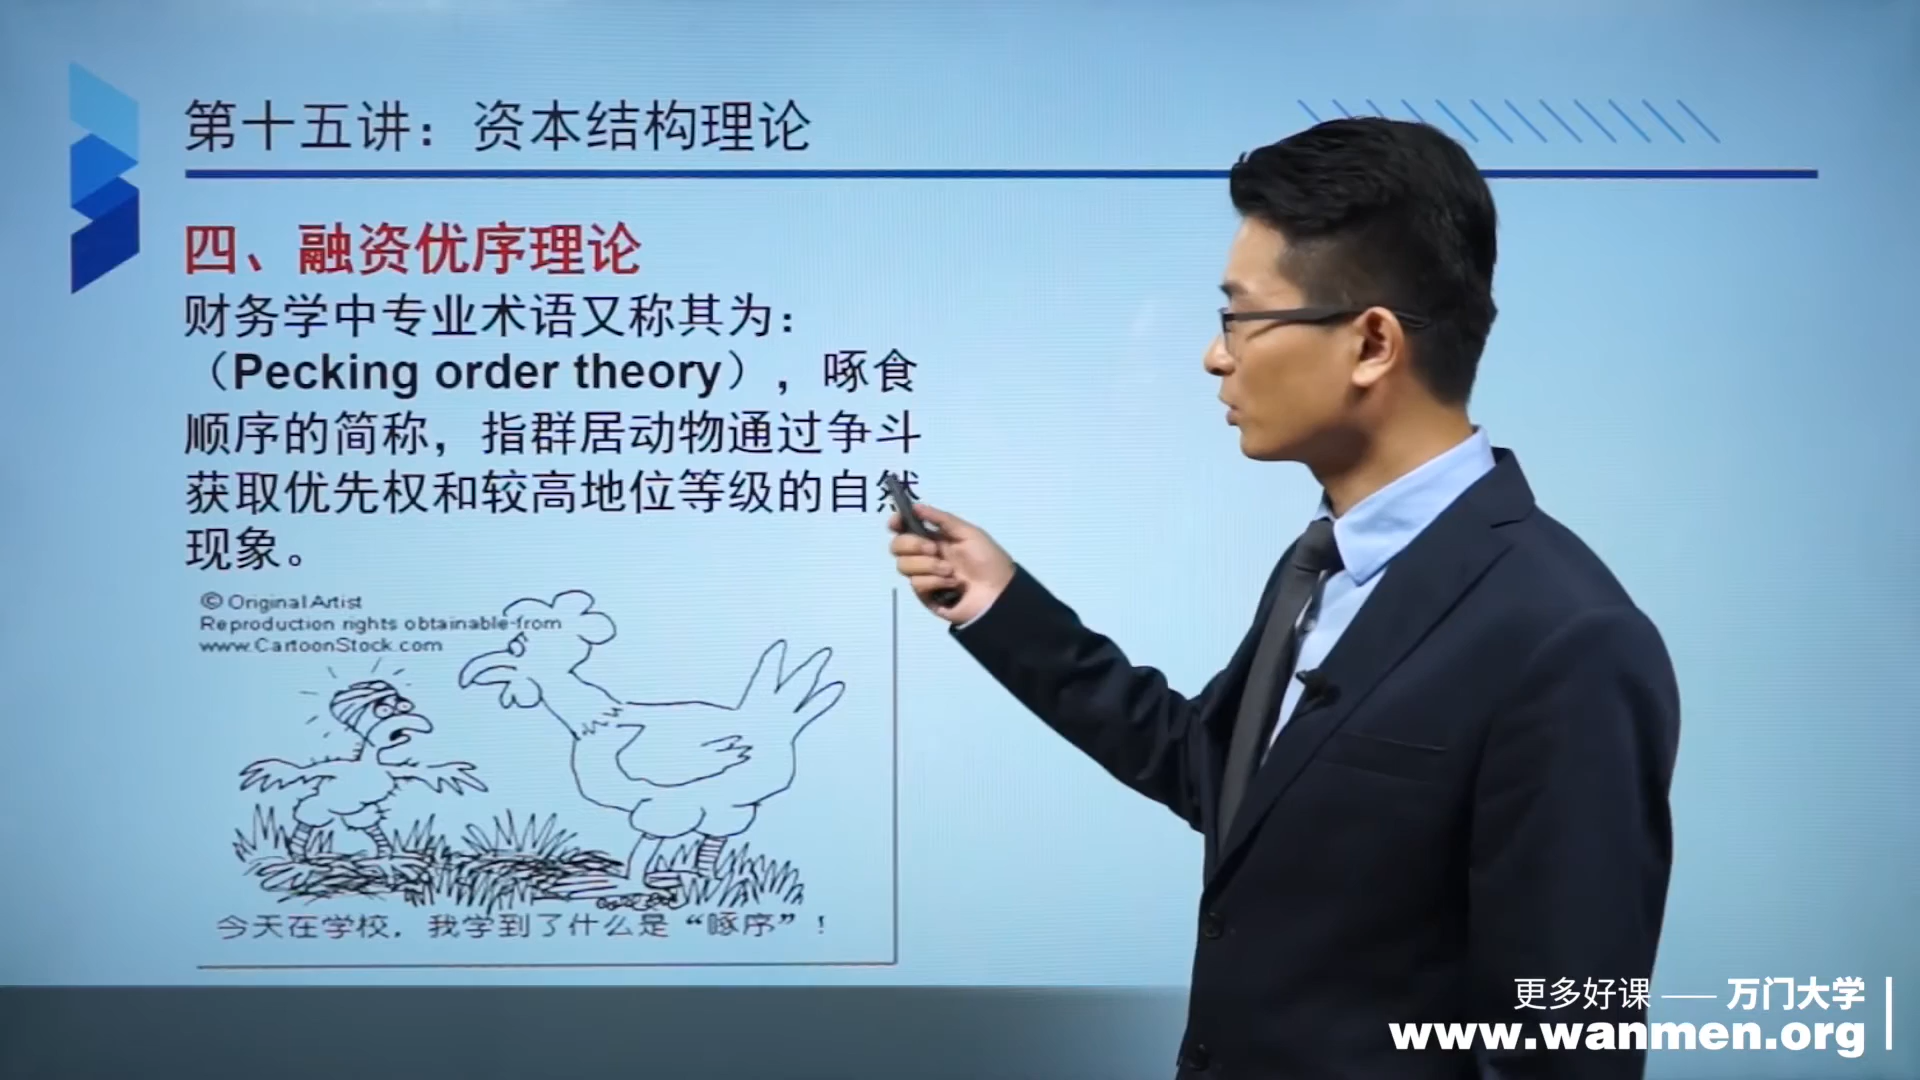 第十五讲：资本结构理论
四、融资优序理论
财务学中专业术语又称其为：
（Pecking order theory），啄食
顺序的简称，指群居动物通过争斗
获取优先权和较高地位等级的自然
现象。
© Original Artist
Reproduction rights obtainable from
www.CartoonStock.com
今天在学校，我学到了什么是“啄序”！
更多好课 —— 万门大学
www.wanmen.org